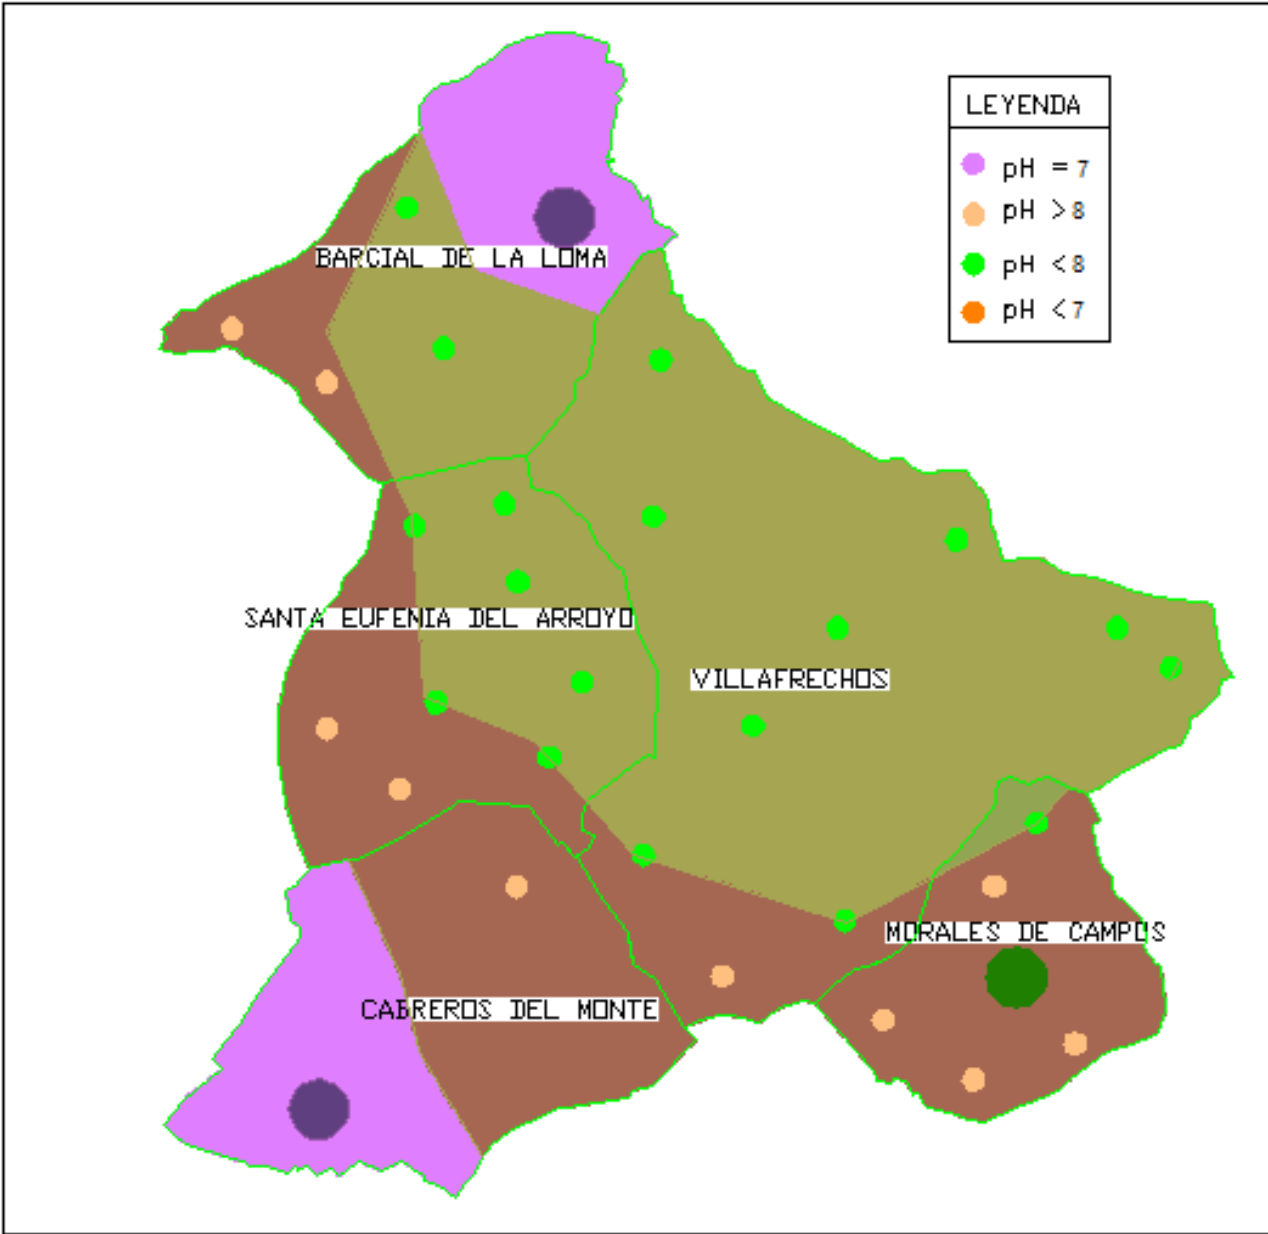 LEYENDA
pH = 7
pH > 8
pH < 8
pH < 7
BARCIAL DE LA LOMA
SANTA EUFENIA DEL ARROYO
VILLAFRECHOS
MORALES DE CAMPOS
CABREROS DEL MONTE